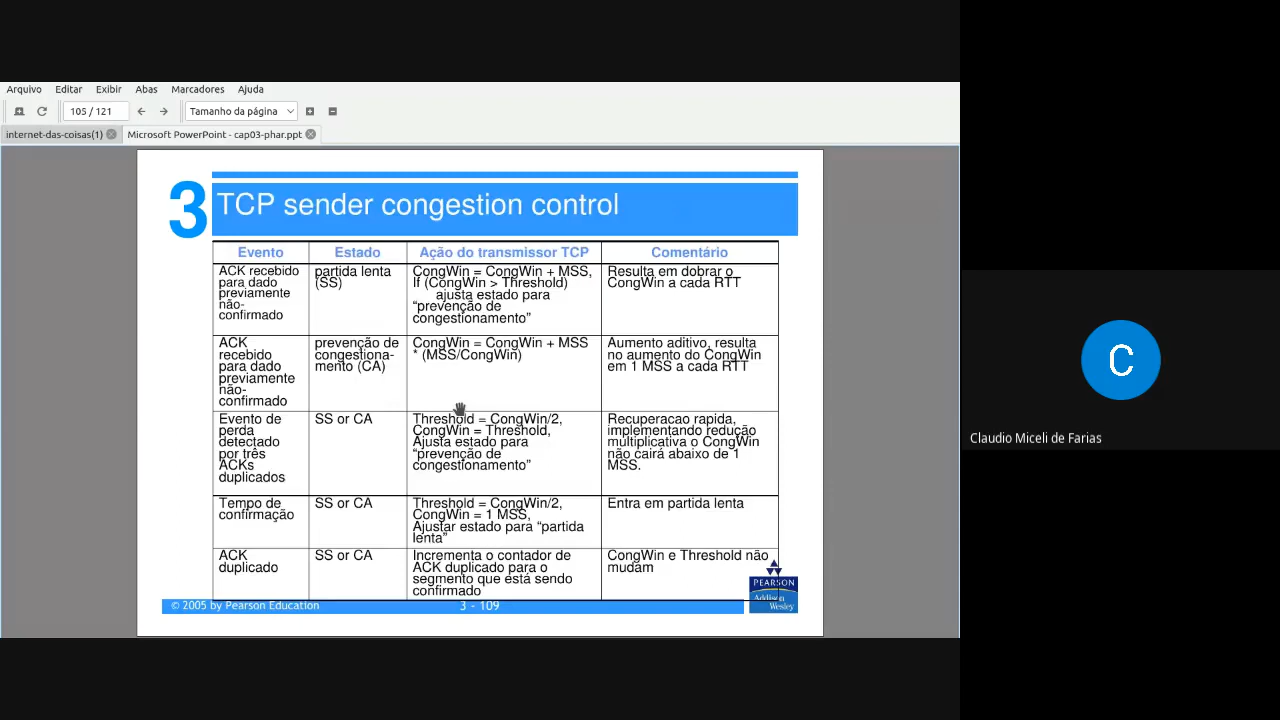 Arquivo Editar Exibir Abas Marcadores Ajuda
105 / 121 Tamanho da página
internet-das-coisas(1) Microsoft PowerPoint - cap03-phar.ppt
3 TCP sender congestion control
Evento Estado Ação do transmissor TCP Comentário
ACK recebido
para dado
previamente
não-
confirmado
partida lenta
(SS)
CongWin = CongWin + MSS,
If (CongWin > Threshold)
ajusta estado para
“prevenção de
congestionamento”
Resulta em dobrar o
CongWin a cada RTT
ACK
recebido
para dado
previamente
não-
confirmado
prevenção de
congestiona-
mento (CA)
CongWin = CongWin + MSS
* (MSS/CongWin)
Aumento aditivo, resulta
no aumento do CongWin
em 1 MSS a cada RTT
Evento de
perda
detectado
por três
ACKs
duplicados
SS or CA
Threshold = CongWin/2,
CongWin = Threshold,
Ajusta estado para
“prevenção de
congestionamento”
Recuperacao rapida,
implementando redução
multiplicativa o CongWin
não cairá abaixo de 1
MSS.
Tempo de
confirmação
SS or CA
Threshold = CongWin/2,
CongWin = 1 MSS,
Ajustar estado para “partida
lenta”
Entra em partida lenta
ACK
duplicado
SS or CA
Incrementa o contador de
ACK duplicado para o
segmento que está sendo
confirmado
CongWin e Threshold não
mudam
PEARSON
Addison
Wesley
© 2005 by Pearson Education 3 - 109
C
Claudio Miceli de Farias